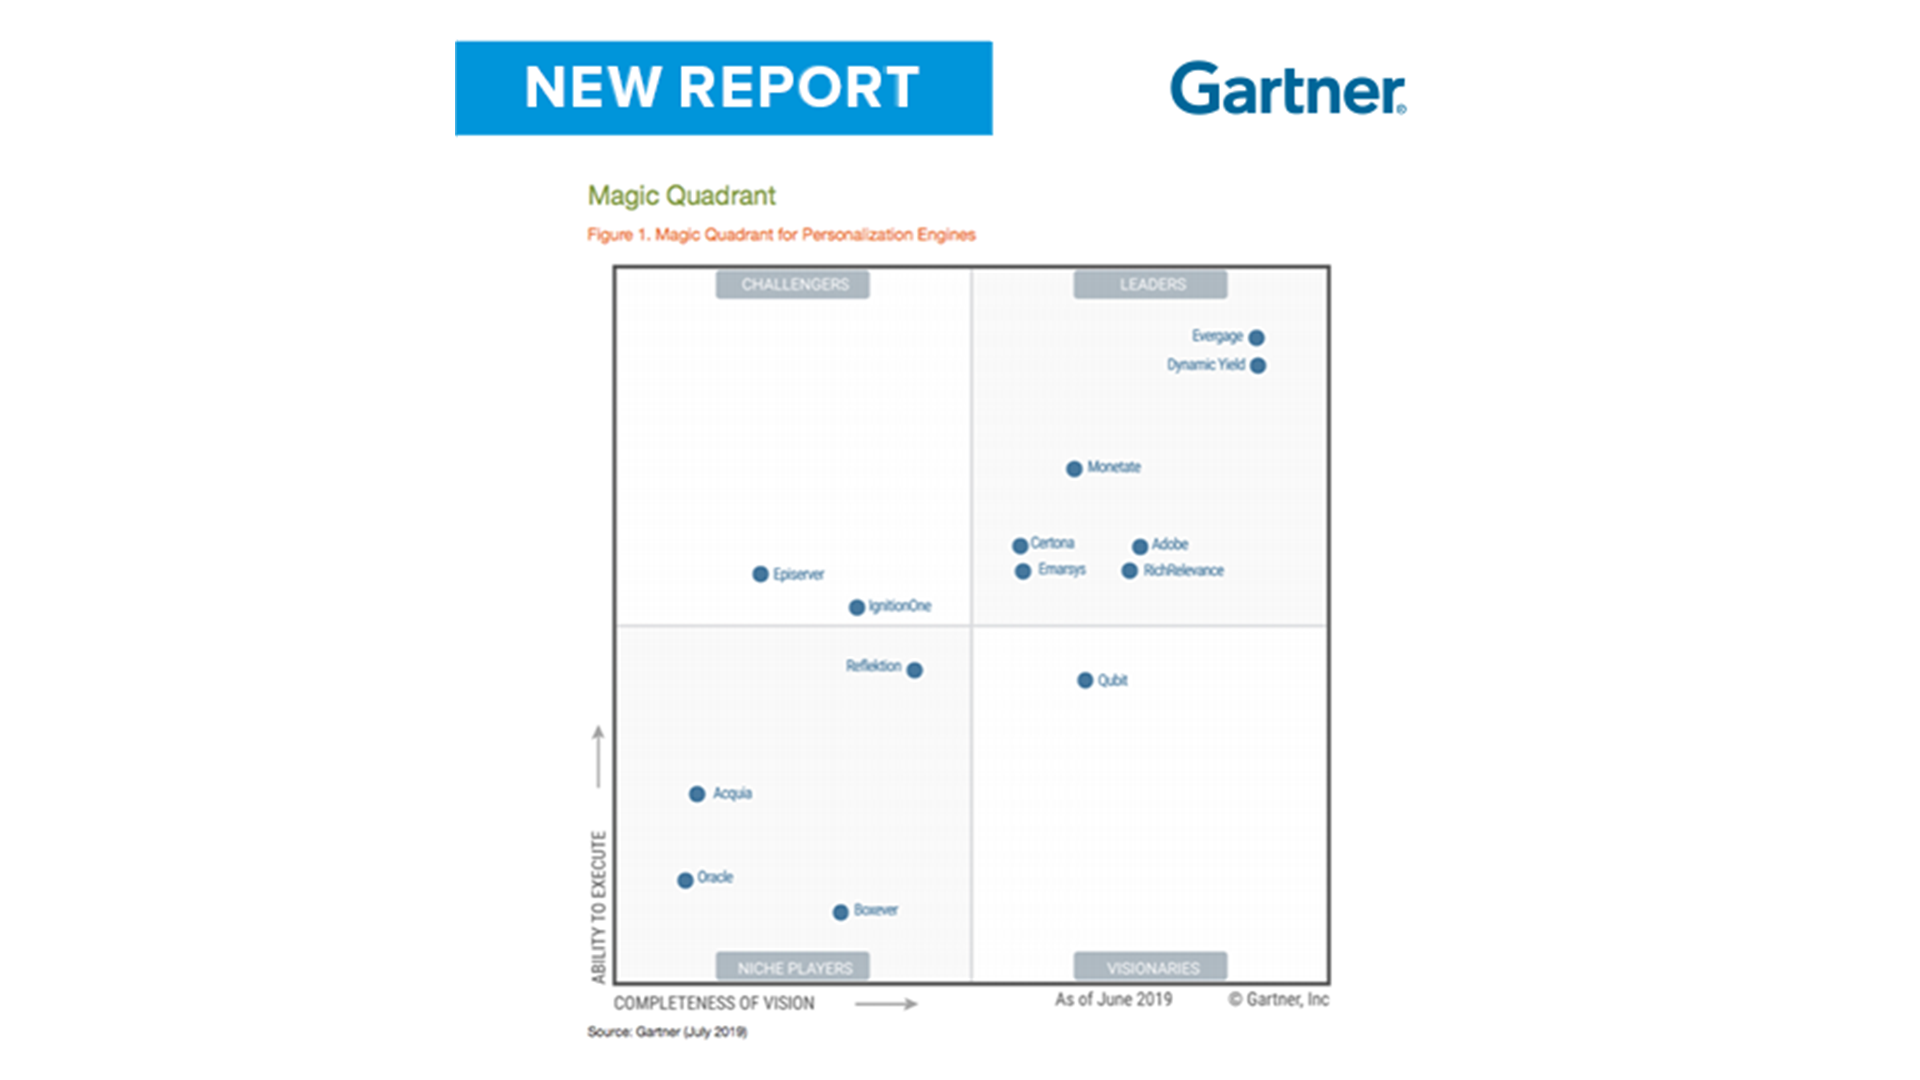 NEW REPORT
Gartner®
Magic Quadrant
Figure 1. Magic Quadrant for Personalization Engines
CHALLENGERS
LEADERS
Evergage
Dynamic Yield
Monetate
Certona
Adobe
Emarsys
RichRelevance
Episerver
IgnitionOne
Reflektion
Qubit
Acquia
Oracle
Boxever
NICHE PLAYERS
VISIONARIES
ABILITY TO EXECUTE
COMPLETENESS OF VISION
As of June 2019
© Gartner, Inc
Source: Gartner (July 2019)